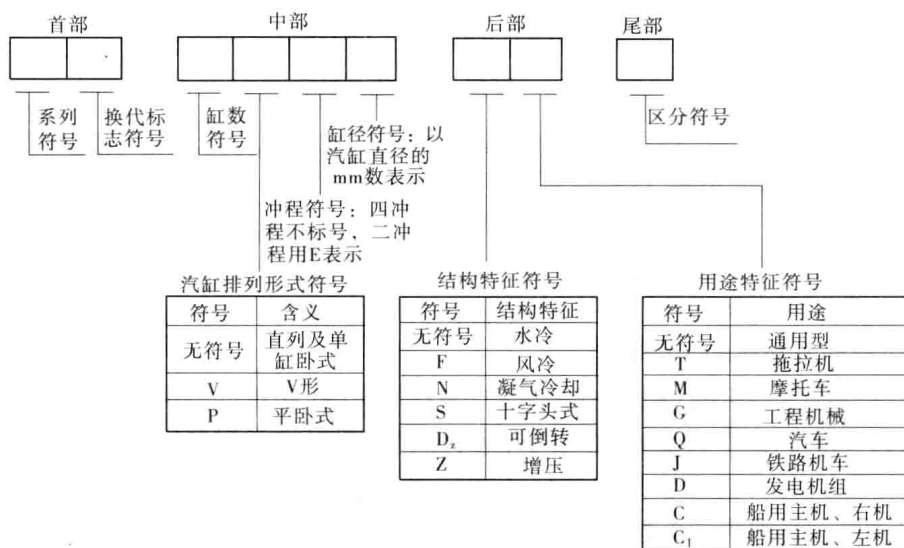 首部 中部 后部 尾部
系列符号 换代标志符号 缸数符号 缸径符号：以汽缸直径的mm数表示 区分符号
冲程符号：四冲程不标号、二冲程用E表示
汽缸排列形式符号
符号 含义
无符号 直列及单缸卧式
V V形
P 平卧式
结构特征符号
符号 结构特征
无符号 水冷
F 风冷
N 凝气冷却
S 十字头式
Dz 可倒转
Z 增压
用途特征符号
符号 用途
无符号 通用型
T 拖拉机
M 摩托车
G 工程机械
Q 汽车
J 铁路机车
D 发电机组
C 船用主机、右机
C1 船用主机、左机